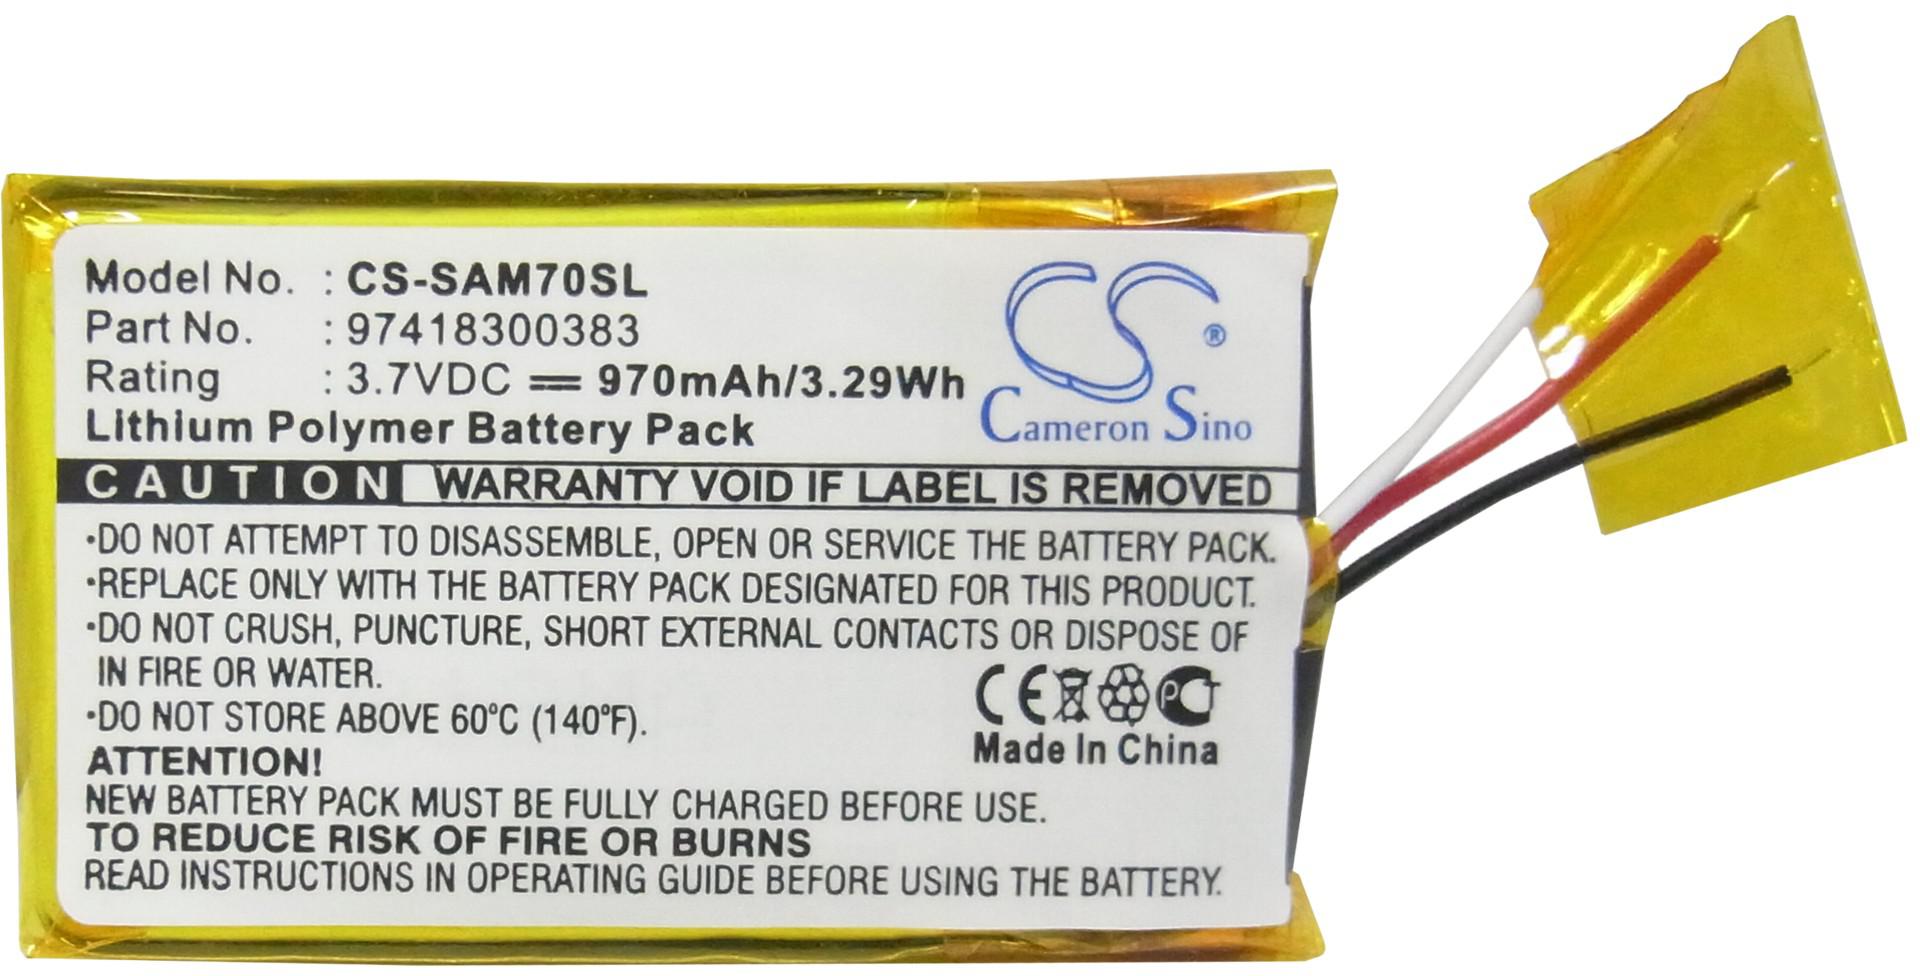 Model No. : CS-SAM70SL
Part No. : 97418300383
Rating : 3.7VDC ⎓ 970mAh/3.29Wh
Lithium Polymer Battery Pack
CS®
Cameron Sino
CAUTION WARRANTY VOID IF LABEL IS REMOVED
·DO NOT ATTEMPT TO DISASSEMBLE, OPEN OR SERVICE THE BATTERY PACK.
·REPLACE ONLY WITH THE BATTERY PACK DESIGNATED FOR THIS PRODUCT.
·DO NOT CRUSH, PUNCTURE, SHORT EXTERNAL CONTACTS OR DISPOSE OF
IN FIRE OR WATER.
·DO NOT STORE ABOVE 60°C (140°F).
CE PCT
Made In China
ATTENTION!
NEW BATTERY PACK MUST BE FULLY CHARGED BEFORE USE.
TO REDUCE RISK OF FIRE OR BURNS
READ INSTRUCTIONS IN OPERATING GUIDE BEFORE USING THE BATTERY.